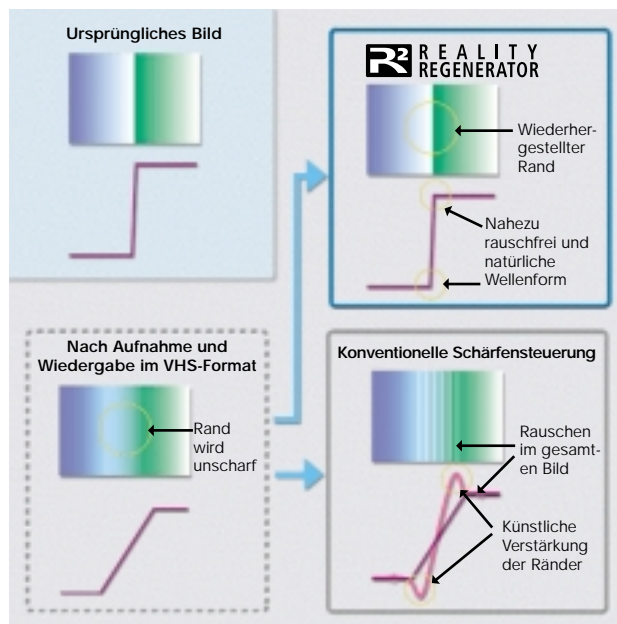 Ursprüngliches Bild
R2 REALITY
REGENERATOR
Wiederher-
gestellter
Rand
Nahezu
rauschfrei und
natürliche
Wellenform
Nach Aufnahme und
Wiedergabe im VHS-Format
Rand
wird
unscharf
Konventionelle Schärfensteuerung
Rauschen
im gesamt-
en Bild
Künstliche
Verstärkung
der Ränder